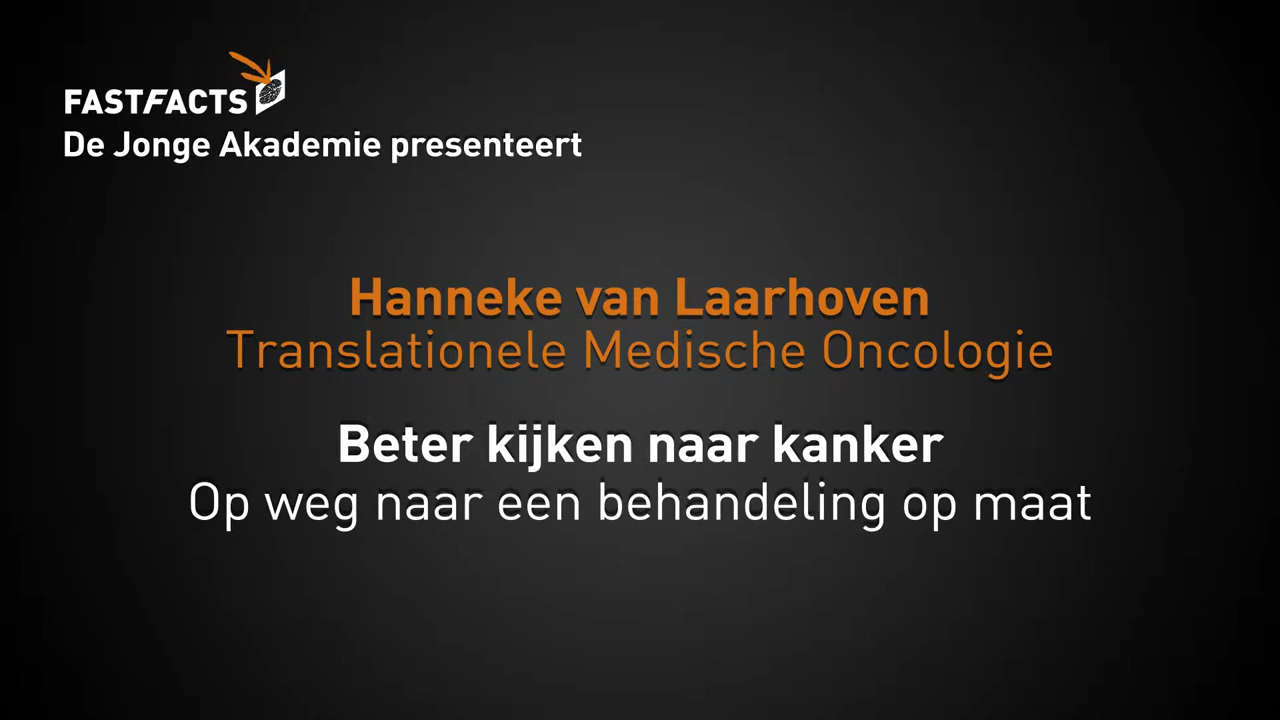 FASTFACTS
De Jonge Akademie presenteert
Hanneke van Laarhoven
Translationele Medische Oncologie
Beter kijken naar kanker
Op weg naar een behandeling op maat